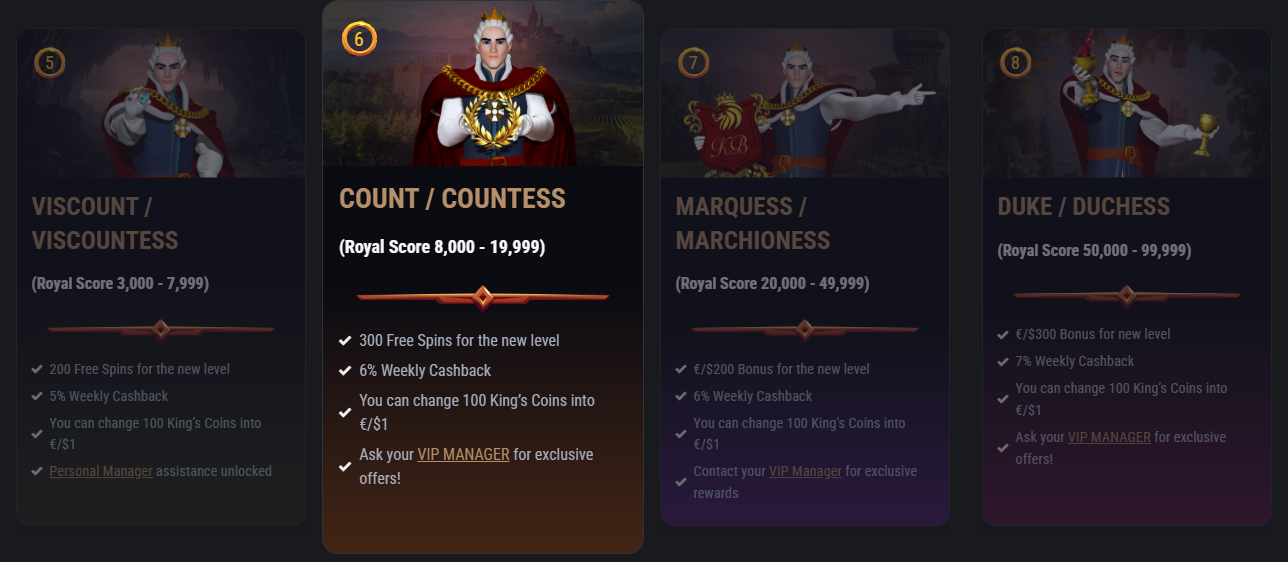 5
VISCOUNT /
VISCOUNTESS
(Royal Score 3,000 - 7,999)
200 Free Spins for the new level
5% Weekly Cashback
You can change 100 King's Coins into
€/$1
Personal Manager assistance unlocked
6
COUNT / COUNTESS
(Royal Score 8,000 - 19,999)
300 Free Spins for the new level
6% Weekly Cashback
You can change 100 King's Coins into
€/$1
Ask your VIP MANAGER for exclusive
offers!
7
KB
MARQUESS /
MARCHIONESS
(Royal Score 20,000 - 49,999)
€/$200 Bonus for new level
6% Weekly Cashback
You can change 100 King's Coins into
€/$1
Contact your VIP Manager for exclusive
rewards
8
DUKE / DUCHESS
(Royal Score 50,000 - 99,999)
€/$300 Bonus for new level
7% Weekly Cashback
You can change 100 King's Coins into
€/$1
Ask your VIP MANAGER for exclusive
offers!